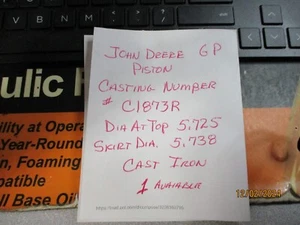 JOHN DEERE GP
PISTON
CASTING NUMBER
# C1873R
DIA AT TOP 5.725
SKIRT DIA. 5.738
CAST IRON
1 AVAILABLE
ulic
ility at Opera
Year-Round
n, Foaming
patible
ll Base Oil
12/02/2024